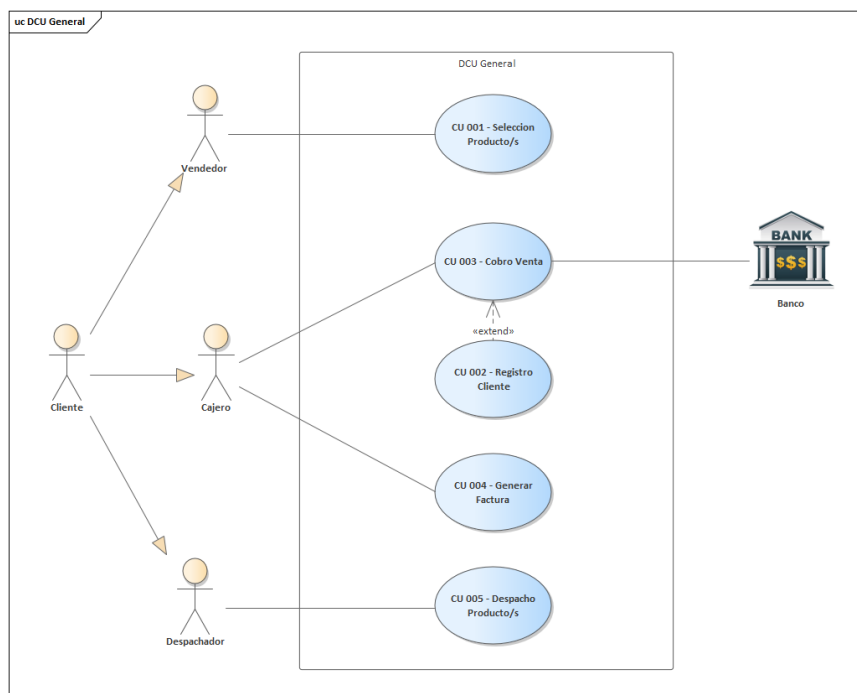 uc DCU General
DCU General
CU 001 - Seleccion
Producto/s
Vendedor
BANK
$$$
CU 003 - Cobro Venta
Banco
«extend»
CU 002 - Registro
Cliente
Cliente
Cajero
CU 004 - Generar
Factura
CU 005 - Despacho
Producto/s
Despachador